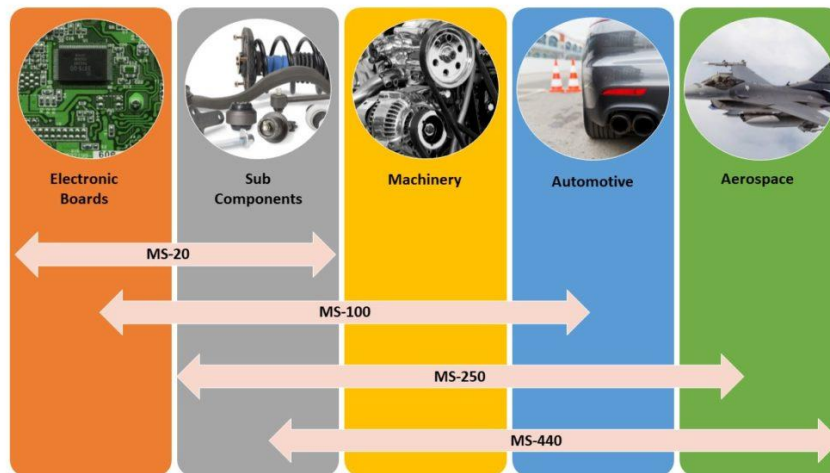 Electronic
Boards
Sub
Components
Machinery
Automotive
Aerospace
MS-20
MS-100
MS-250
MS-440